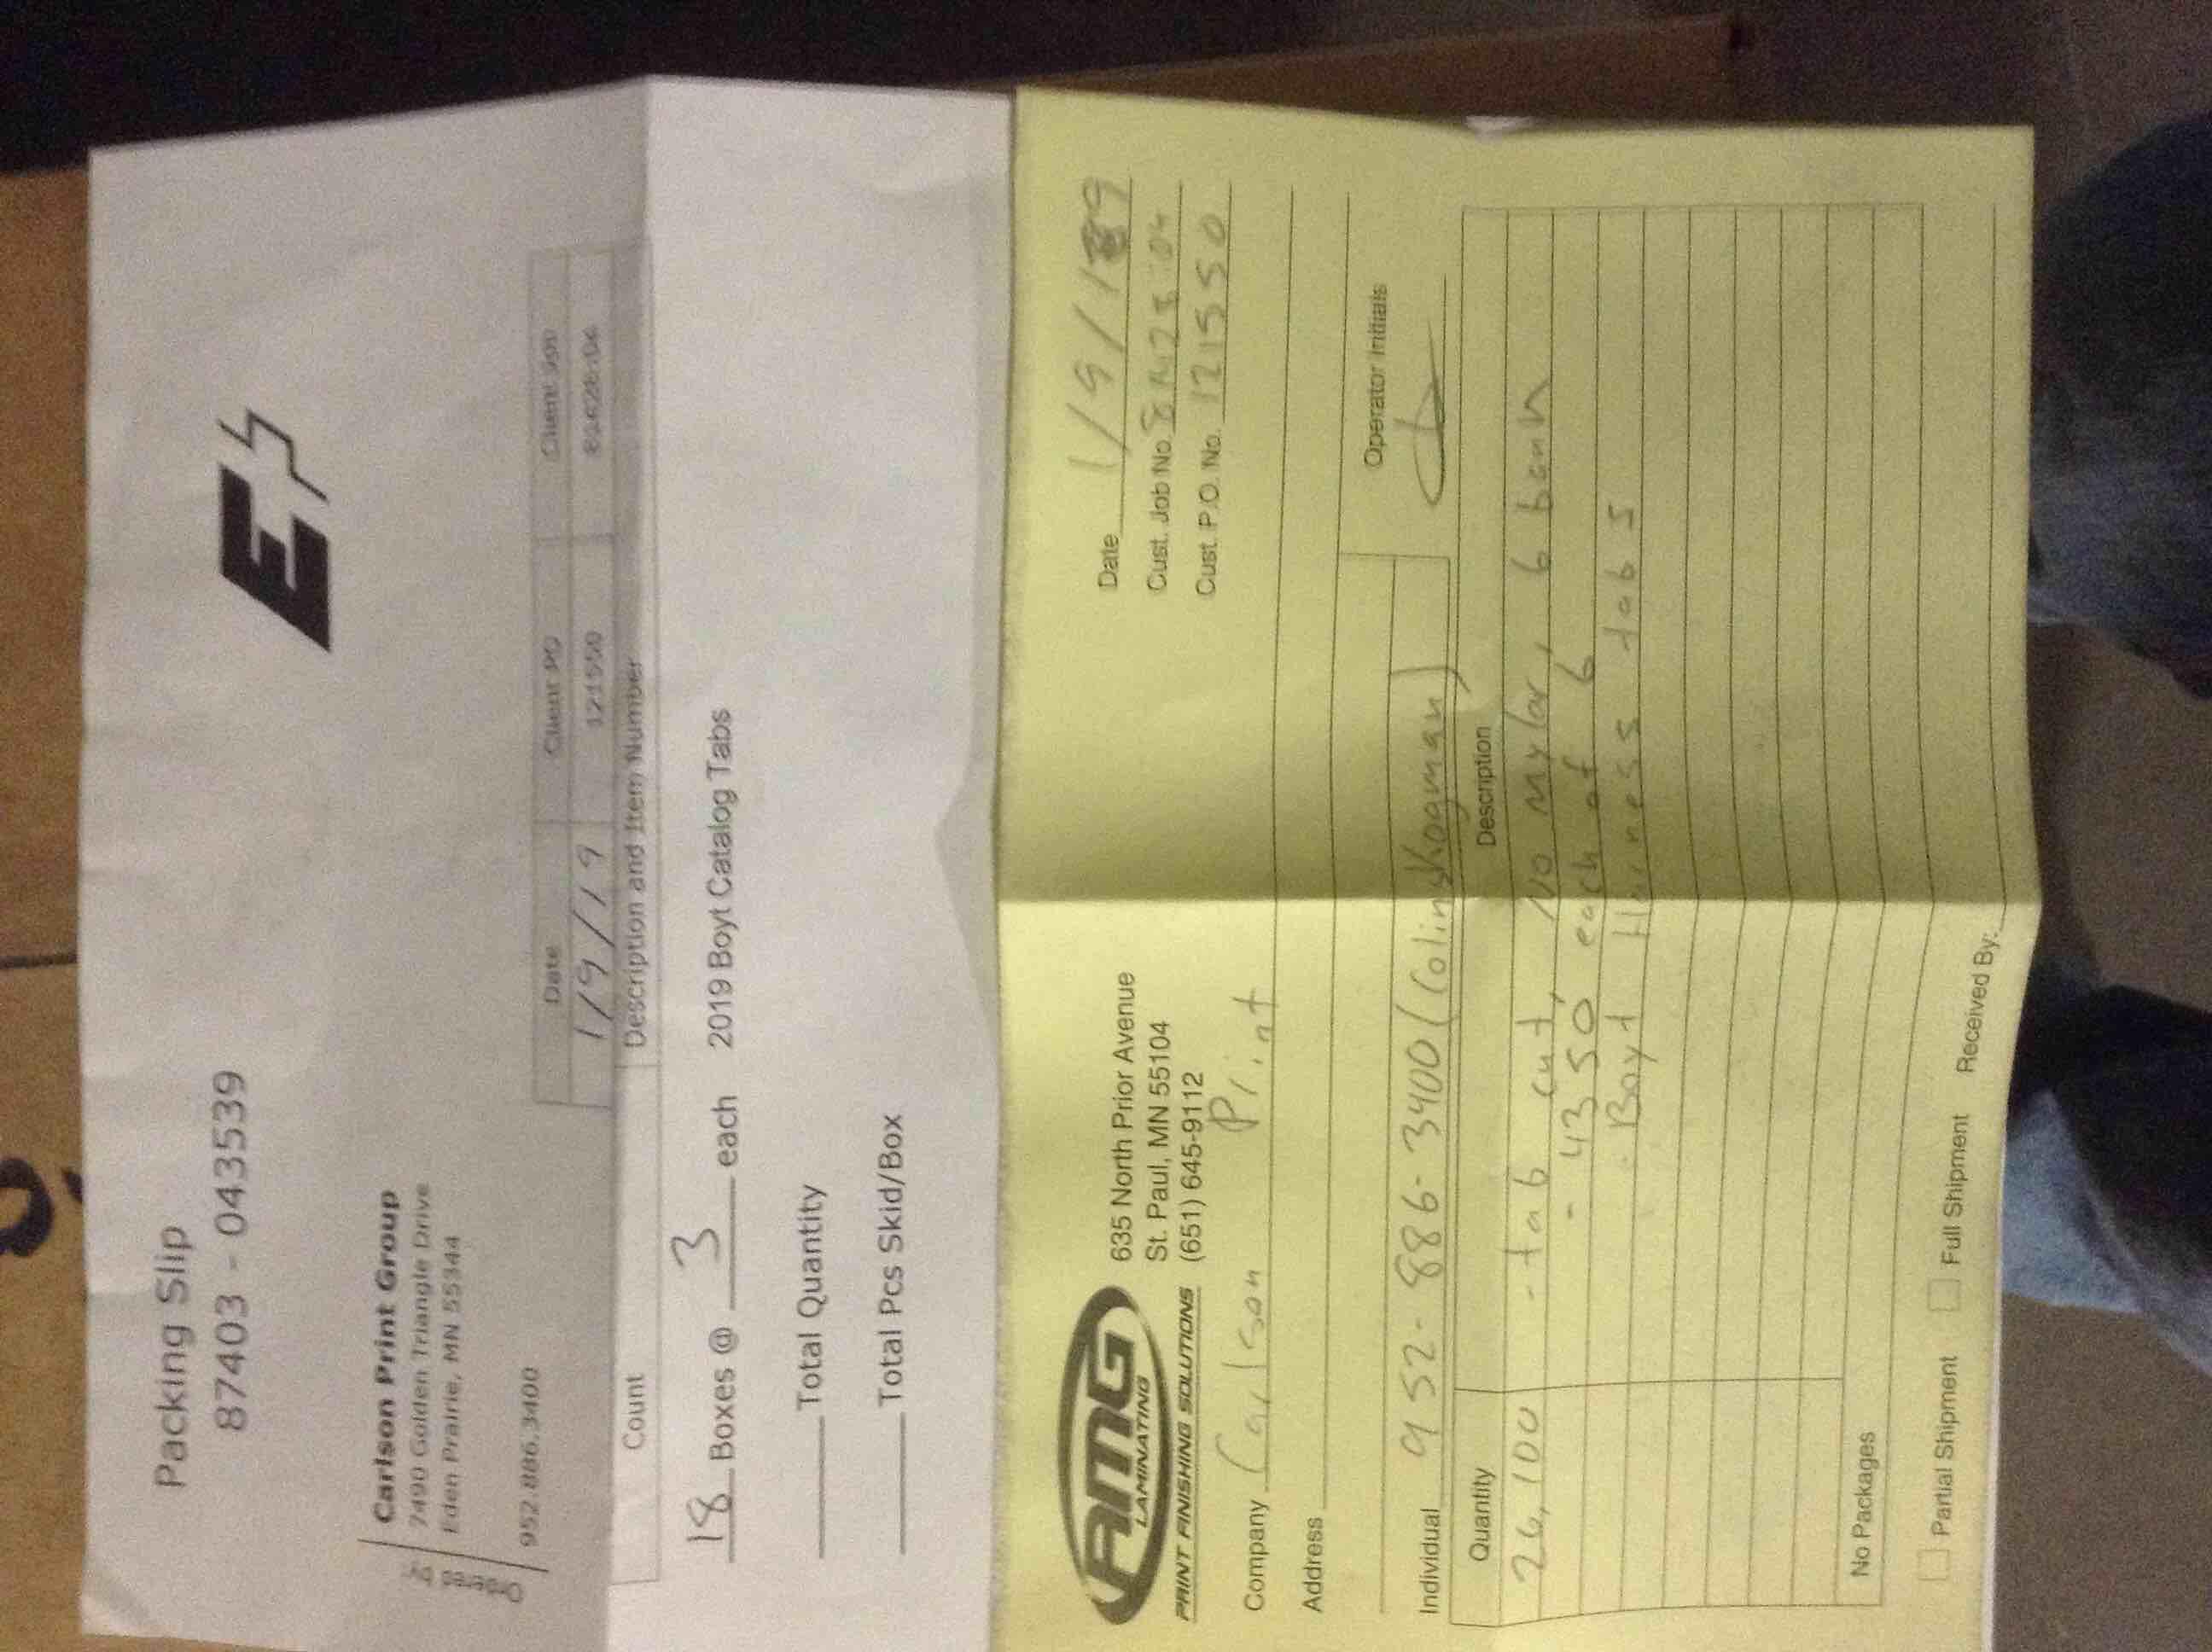 Packing Slip
87403 - 043539
Ordered by:
Carlson Print Group
7490 Golden Triangle Drive
Eden Prairie, MN 55344
952.886.3400
Date Client PO Client Job
1/9/19 121550
Count Description and Item Number
18 Boxes @ 3 each 2019 Boyt Catalog Tabs
Total Quantity
Total Pcs Skid/Box
AMG
LAMINATING
PRINT FINISHING SOLUTIONS
635 North Prior Avenue
St. Paul, MN 55104
(651) 645-9112
Date 1/9/19
Cust. Job No.
Cust. P.O. No. 121550
Company Carlson Print
Address
Individual 952-886-3400 (Colin Skogman)
Operator Initials
Quantity Description
26,100 - tab cut, No mylar, 6 bank
- 4350 each of 6
- Boyt Harness tabs
No Packages
Partial Shipment Full Shipment Received By: